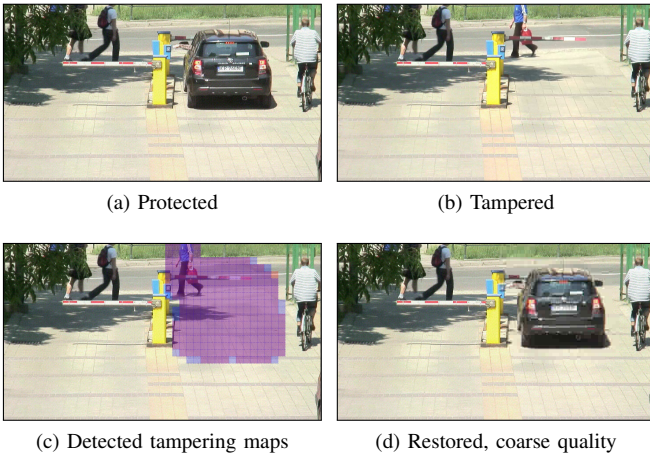 (a) Protected
(b) Tampered
(c) Detected tampering maps
(d) Restored, coarse quality